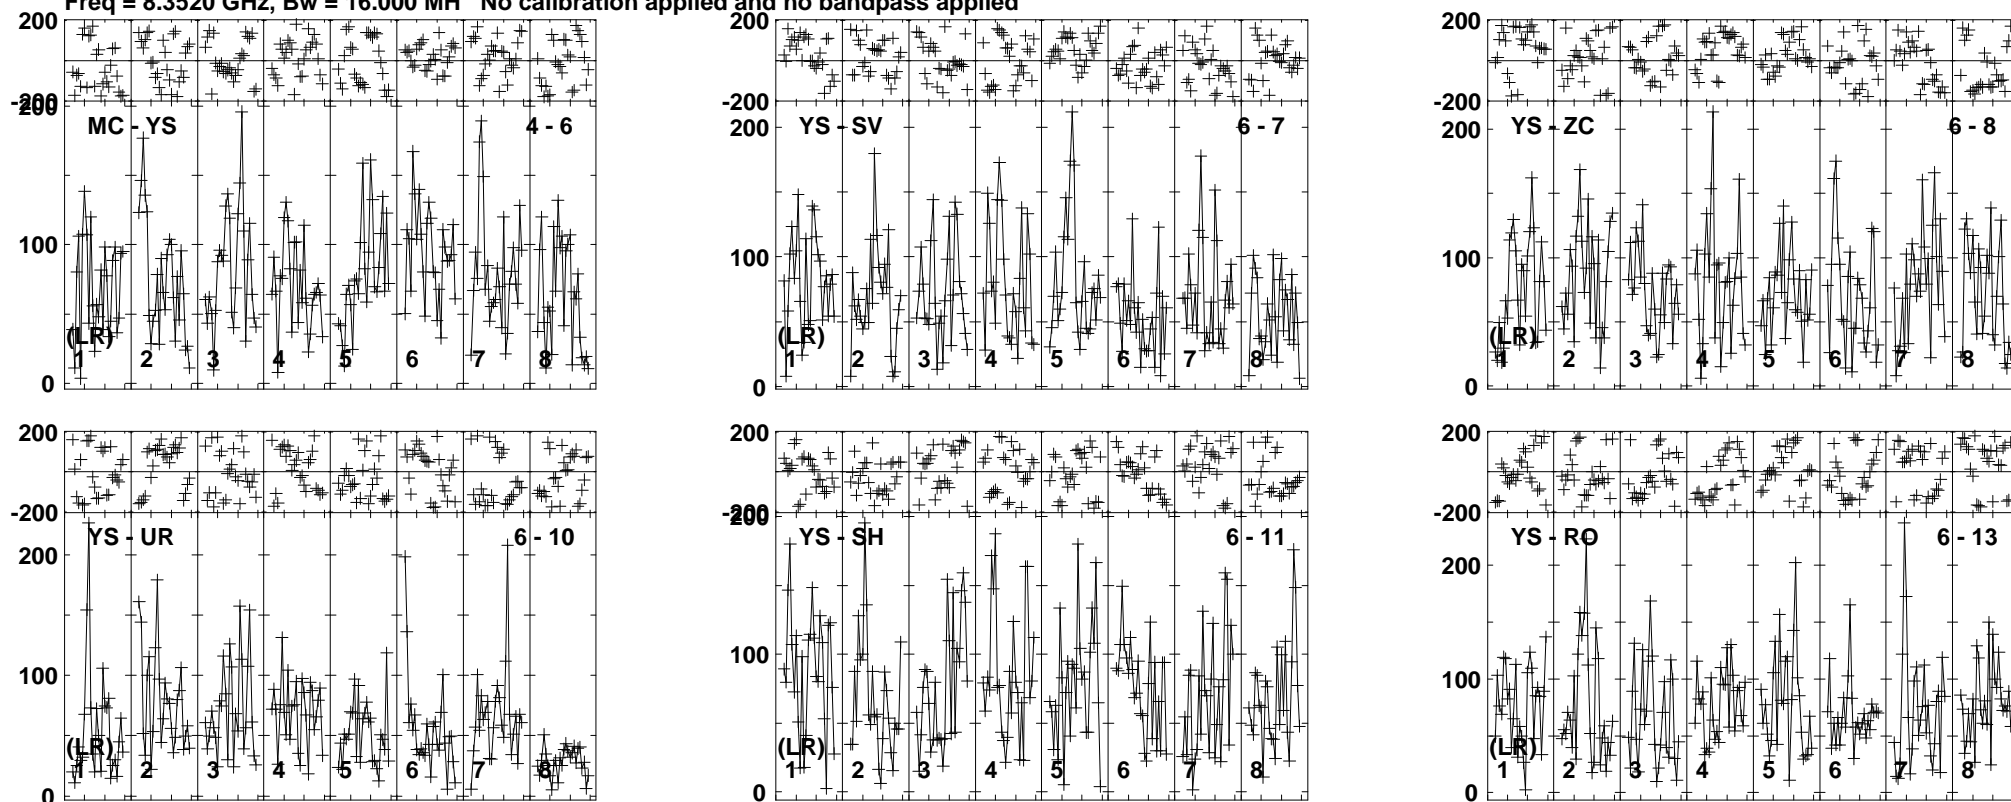 Freq = 8.3520 GHz, Bw = 16.000 MH No calibration applied and no bandpass applied
200
-200
200
MC - YS
4 - 6
100
(LR)
1 2 3 4 5 6 7 8
0
200
-200
200
YS - SV
6 - 7
100
(LR)
1 2 3 4 5 6 7 8
0
200
-200
200
YS - ZC
6 - 8
100
(LR)
1 2 3 4 5 6 7 8
0
200
-200
200
YS - UR
6 - 10
100
(LR)
1 2 3 4 5 6 7 8
0
200
-200
200
YS - SH
6 - 11
100
(LR)
1 2 3 4 5 6 7 8
0
200
-200
200
YS - RO
6 - 13
100
(LR)
1 2 3 4 5 6 7 8
0